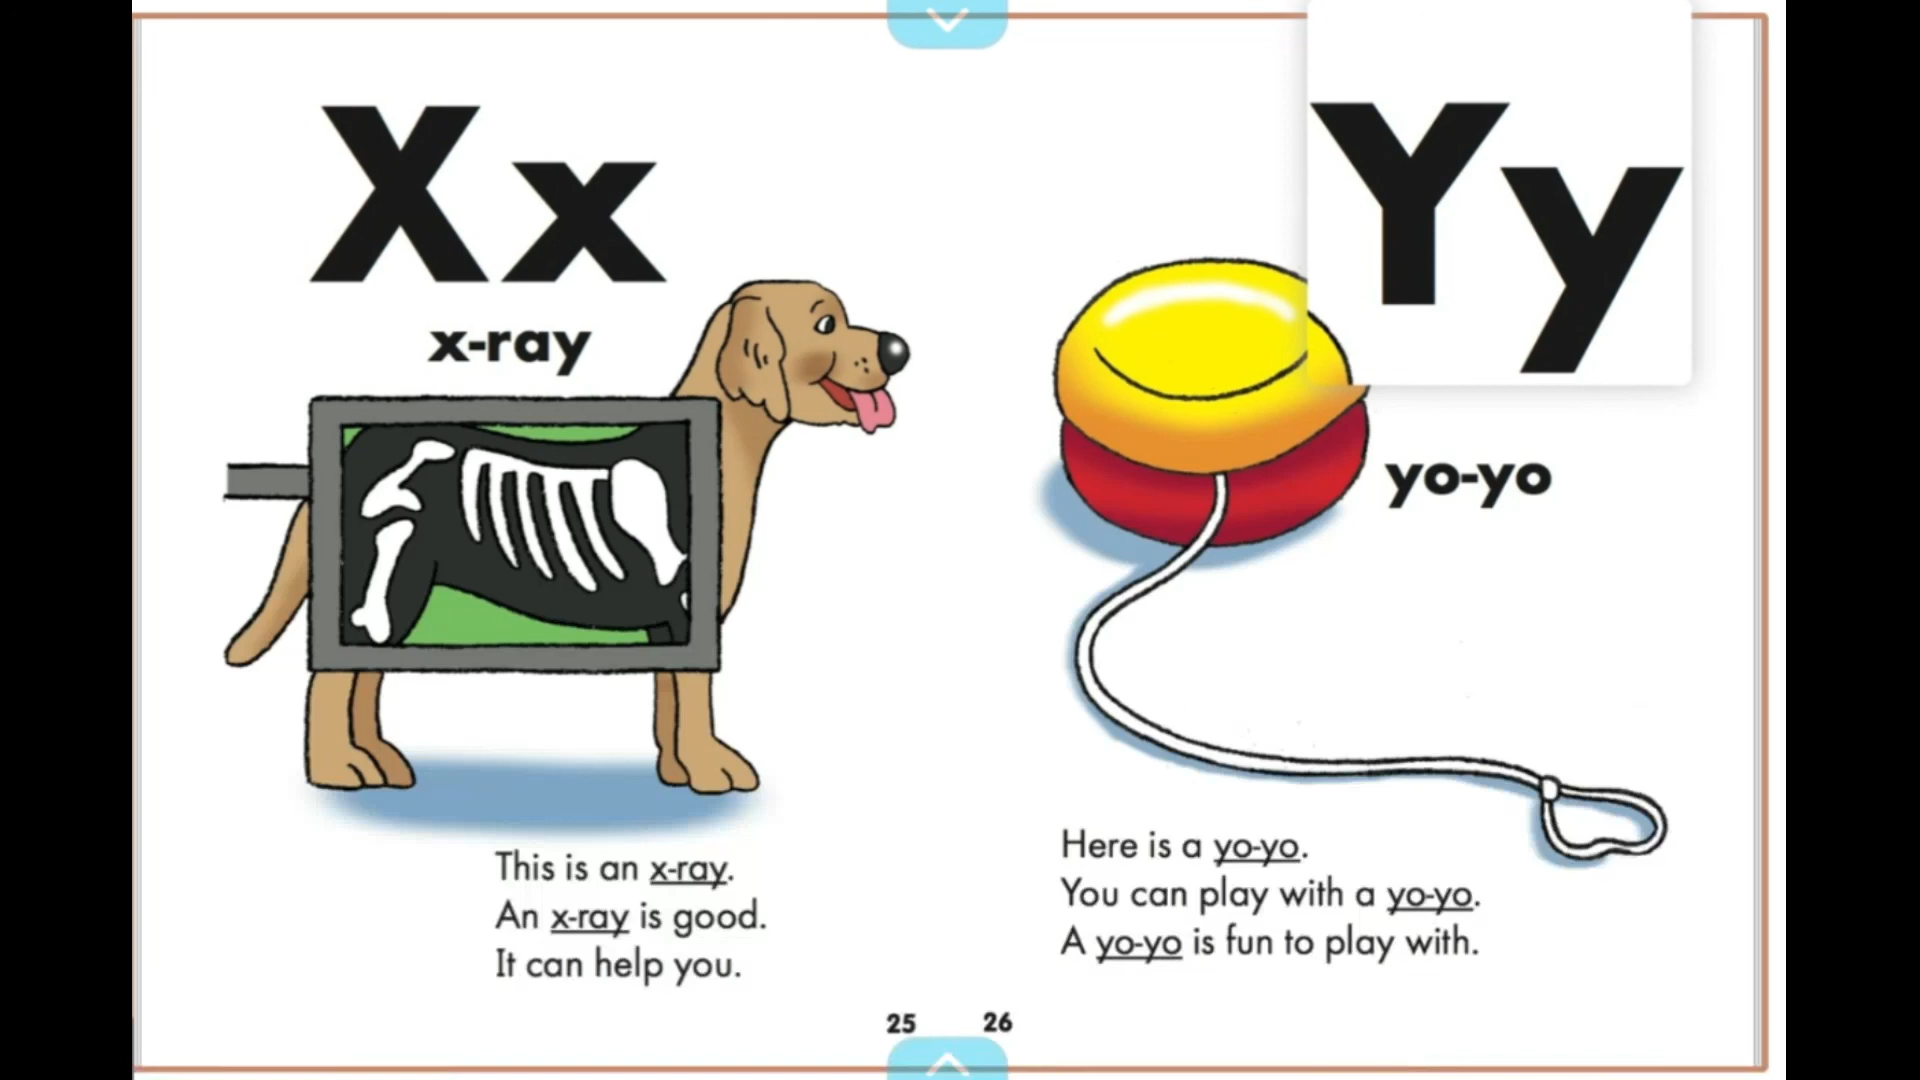 Xx
x-ray
This is an x-ray.
An x-ray is good.
It can help you.
25
Yy
yo-yo
Here is a yo-yo.
You can play with a yo-yo.
A yo-yo is fun to play with.
26